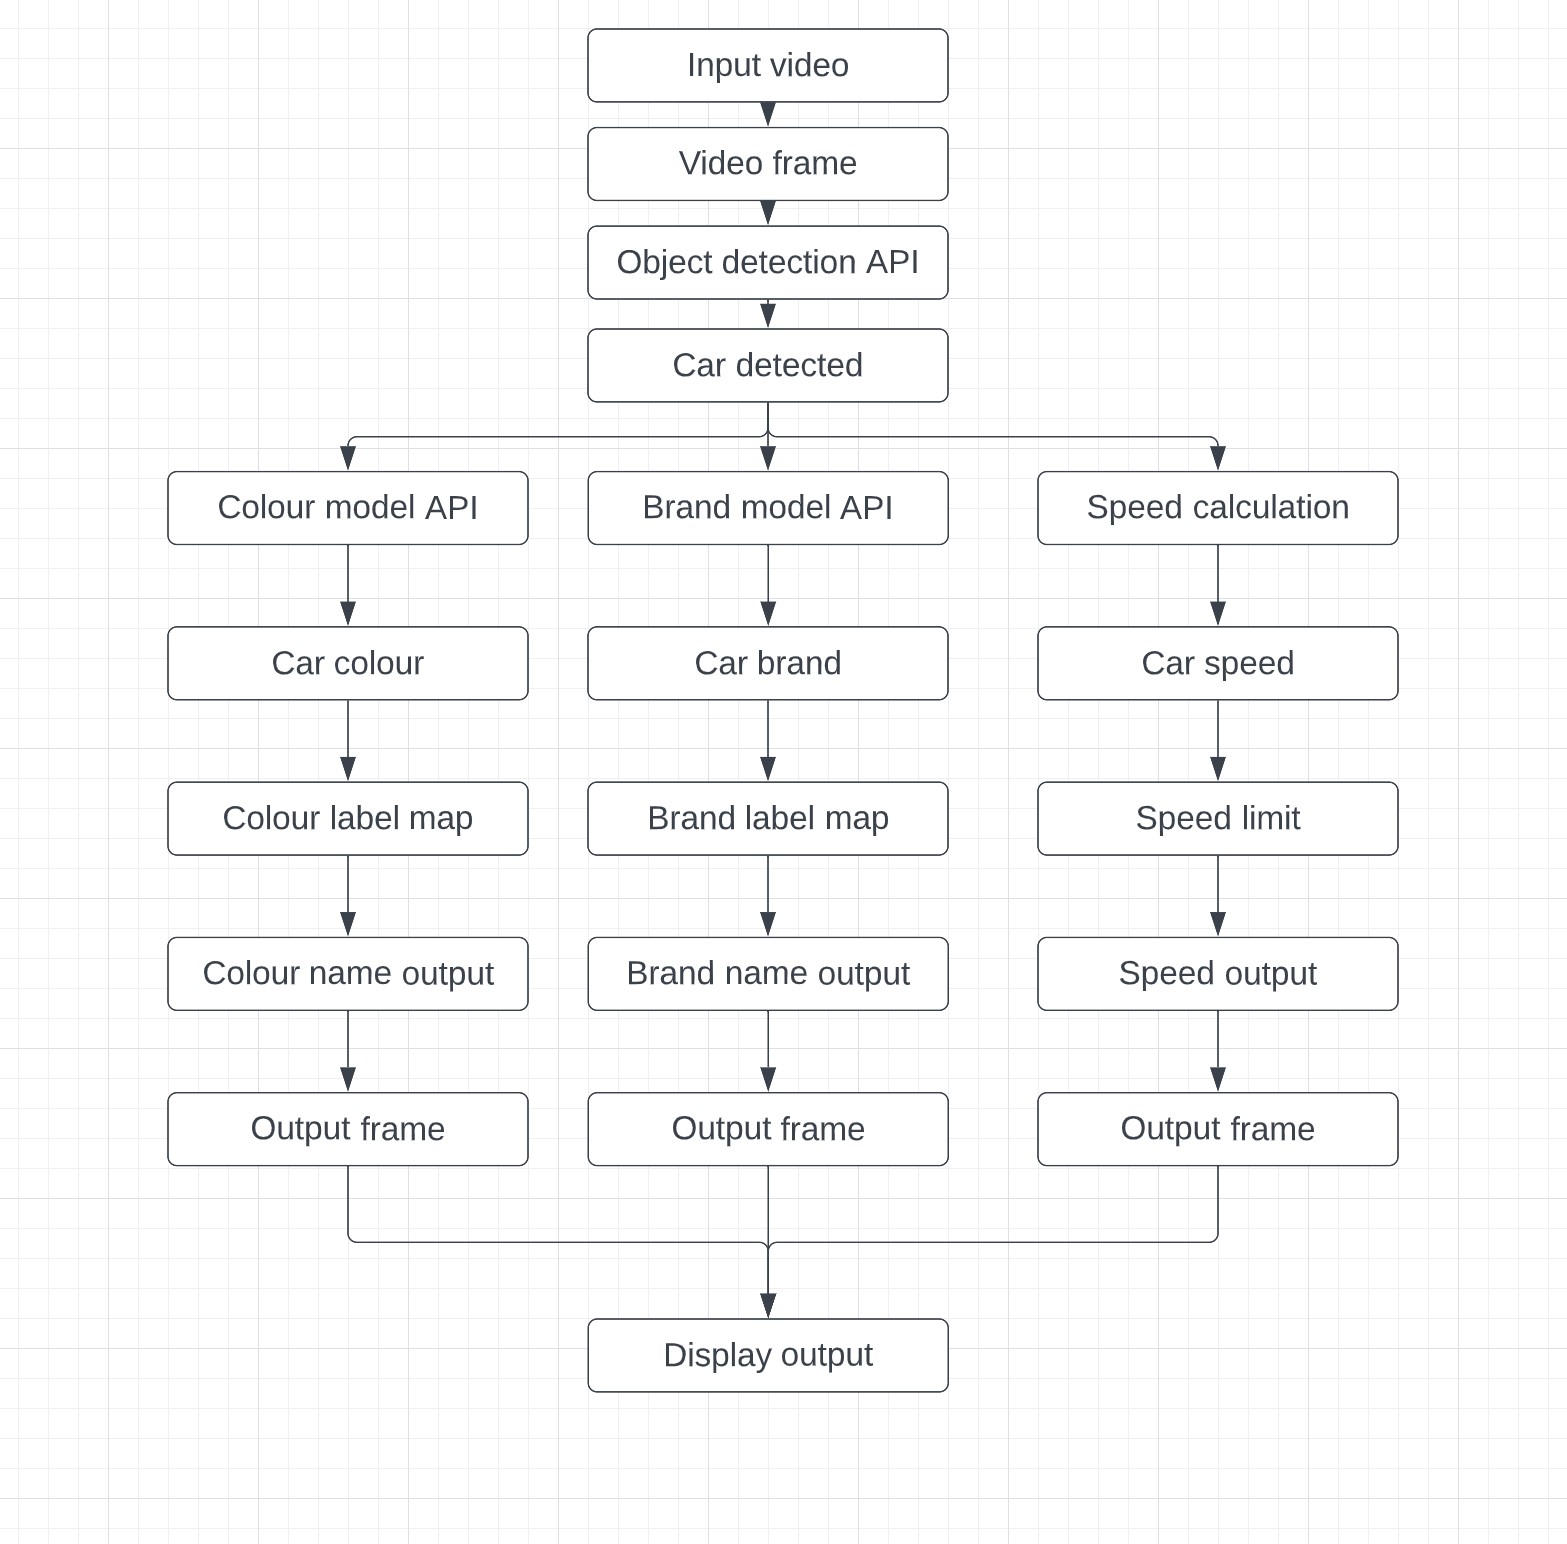 Input video
Video frame
Object detection API
Car detected
Colour model API
Brand model API
Speed calculation
Car colour
Car brand
Car speed
Colour label map
Brand label map
Speed limit
Colour name output
Brand name output
Speed output
Output frame
Output frame
Output frame
Display output